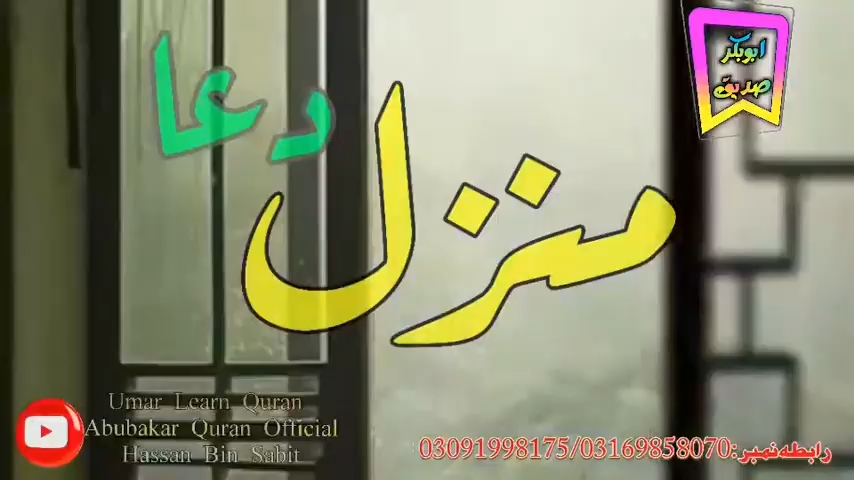 ابوبکر
صدیق
دعا
منزل
Umar Learn Quran
Abubakar Quran Official
Hassan Bin Sabit
رابطہ نمبر:03091998175/03169858070